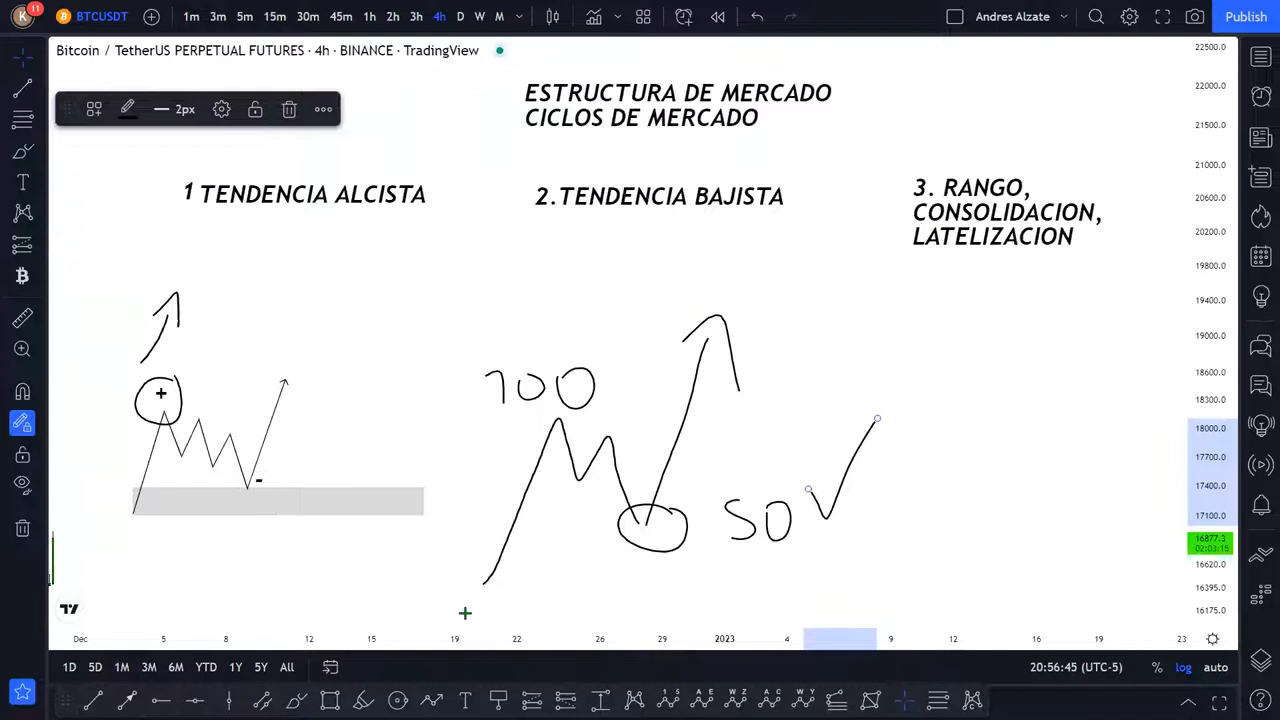 K
11
BTCUSDT
1m 3m 5m 15m 30m 45m 1h 2h 3h 4h D W M
Andres Alzate
Publish
Bitcoin / TetherUS PERPETUAL FUTURES · 4h · BINANCE · TradingView
2px
ESTRUCTURA DE MERCADO
CICLOS DE MERCADO
1 TENDENCIA ALCISTA
2.TENDENCIA BAJISTA
3. RANGO,
CONSOLIDACION,
LATELIZACION
+
-
100
50
22500.0
22000.0
21500.0
21000.0
20600.0
20200.0
19800.0
19400.0
19000.0
18600.0
18300.0
18000.0
17700.0
17400.0
17100.0
16877.3
02:03:15
16620.0
16395.0
16175.0
Dec 5 8 12 15 19 22 26 29 2023 4 9 12 16 19 23
1D 5D 1M 3M 6M YTD 1Y 5Y All
20:56:45 (UTC-5) % log auto